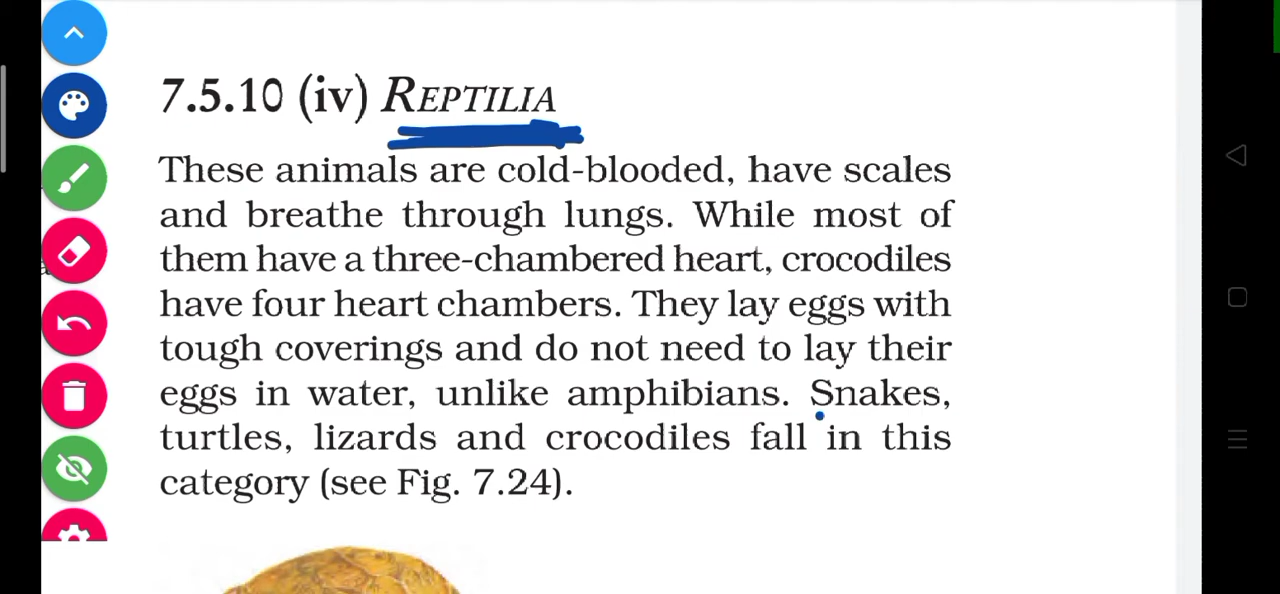 7.5.10 (iv) REPTILIA
These animals are cold-blooded, have scales
and breathe through lungs. While most of
them have a three-chambered heart, crocodiles
have four heart chambers. They lay eggs with
tough coverings and do not need to lay their
eggs in water, unlike amphibians. Snakes,
turtles, lizards and crocodiles fall in this
category (see Fig. 7.24).